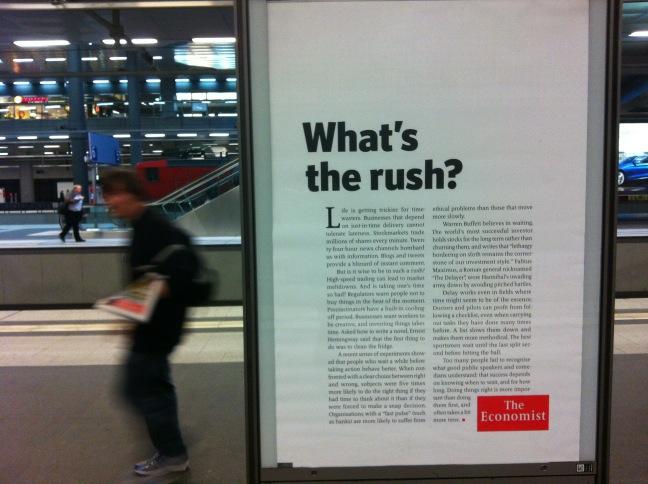 What's
the rush?
Life is getting trickier for time-
wasters. Businesses that depend
on just-in-time delivery cannot
tolerate lateness. Stockmarkets trade
millions of shares every minute. Twen-
ty-four-hour news channels bombard
us with information. Blogs and tweets
provide a blizzard of instant comment.
But is it wise to be in such a rush?
High-speed trading can lead to market
meltdowns. And is taking one's time
so bad? Regulators warn people not to
buy things in the heat of the moment.
Procrastinators have a built-in cooling-
off period. Businesses want workers to
be creative, and inventing things takes
time. Asked how to write a novel, Ernest
Hemingway said that the first thing to
do was to clean the fridge.
A recent series of experiments show-
ed that people who wait a while before
taking action behave better. When con-
fronted with a clear choice between right
and wrong, subjects were five times
more likely to do the right thing if they
had time to think about it than if they
were forced to make a snap decision.
Organisations with a "fast pulse" (such
as banks) are more likely to suffer from
ethical problems than those that move
more slowly.
Warren Buffett believes in waiting.
The world's most successful investor
holds stocks for the long term rather than
churning them, and writes that "lethargy
bordering on sloth remains the corner-
stone of our investment style." Fabius
Maximus, a Roman general nicknamed
"The Delayer", wore Hannibal's invading
army down by avoiding pitched battles.
Delay works even in fields where
time might seem to be of the essence.
Doctors and pilots can profit from fol-
lowing a checklist, even when carrying
out tasks they have done many times
before. A list slows them down and
makes them more methodical. The best
sportsmen wait until the last split sec-
ond before hitting the ball.
Too many people fail to recognise
what good public speakers and come-
dians understand: that success depends
on knowing when to wait, and for how
long. Doing things right is more impor-
tant than doing
them first, and
often takes a bit
more time.
The
Economist